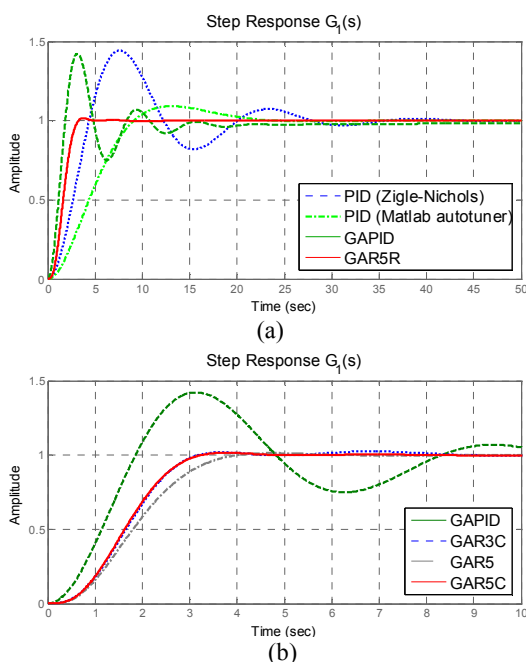 Step Response G1(s)
1.5
1
0.5
0
Amplitude
PID (Zigle-Nichols)
PID (Matlab autotuner)
GAPID
GAR5R
0 5 10 15 20 25 30 35 40 45 50
Time (sec)
(a)
Step Response G1(s)
1.5
1
0.5
0
Amplitude
GAPID
GAR3C
GAR5
GAR5C
0 1 2 3 4 5 6 7 8 9 10
Time (sec)
(b)